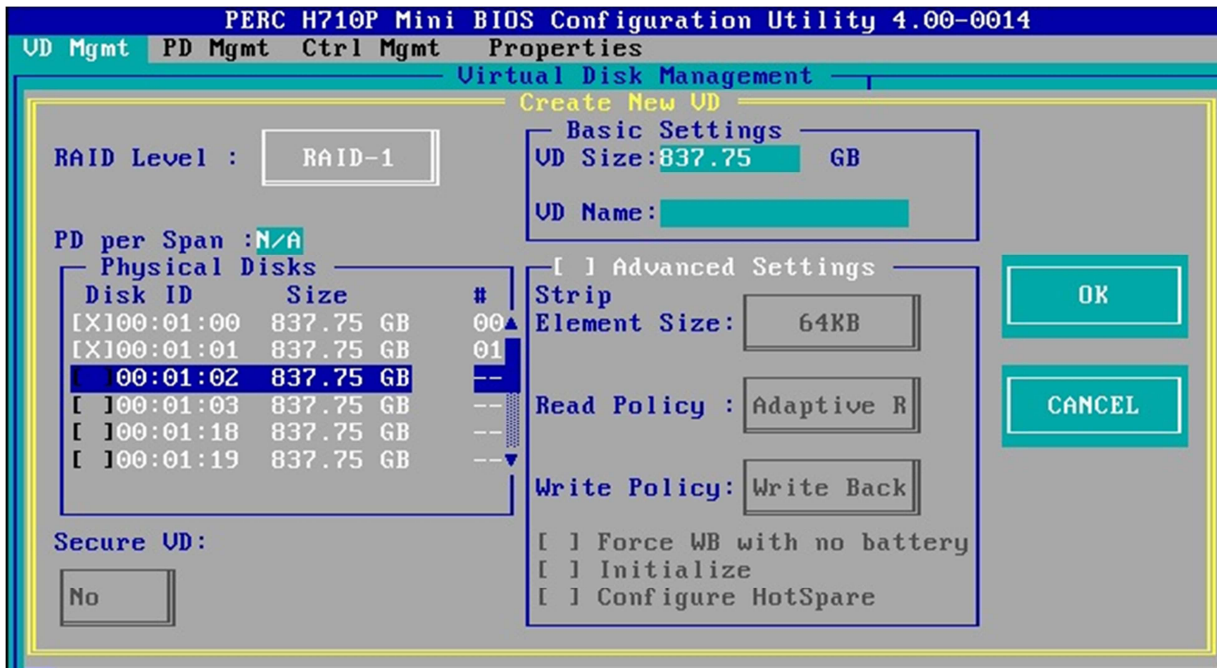 PERC H710P Mini BIOS Configuration Utility 4.00-0014
VD Mgmt PD Mgmt Ctrl Mgmt Properties
Virtual Disk Management
Create New VD
RAID Level : RAID-1
PD per Span :N/A
Physical Disks
Disk ID Size #
[X]00:01:00 837.75 GB 00
[X]00:01:01 837.75 GB 01
[ ]00:01:02 837.75 GB --
[ ]00:01:03 837.75 GB --
[ ]00:01:18 837.75 GB --
[ ]00:01:19 837.75 GB --
Secure VD:
No
Basic Settings
VD Size:837.75 GB
VD Name:
[ ] Advanced Settings
Strip
Element Size: 64KB
Read Policy : Adaptive R
Write Policy: Write Back
[ ] Force WB with no battery
[ ] Initialize
[ ] Configure HotSpare
OK
CANCEL